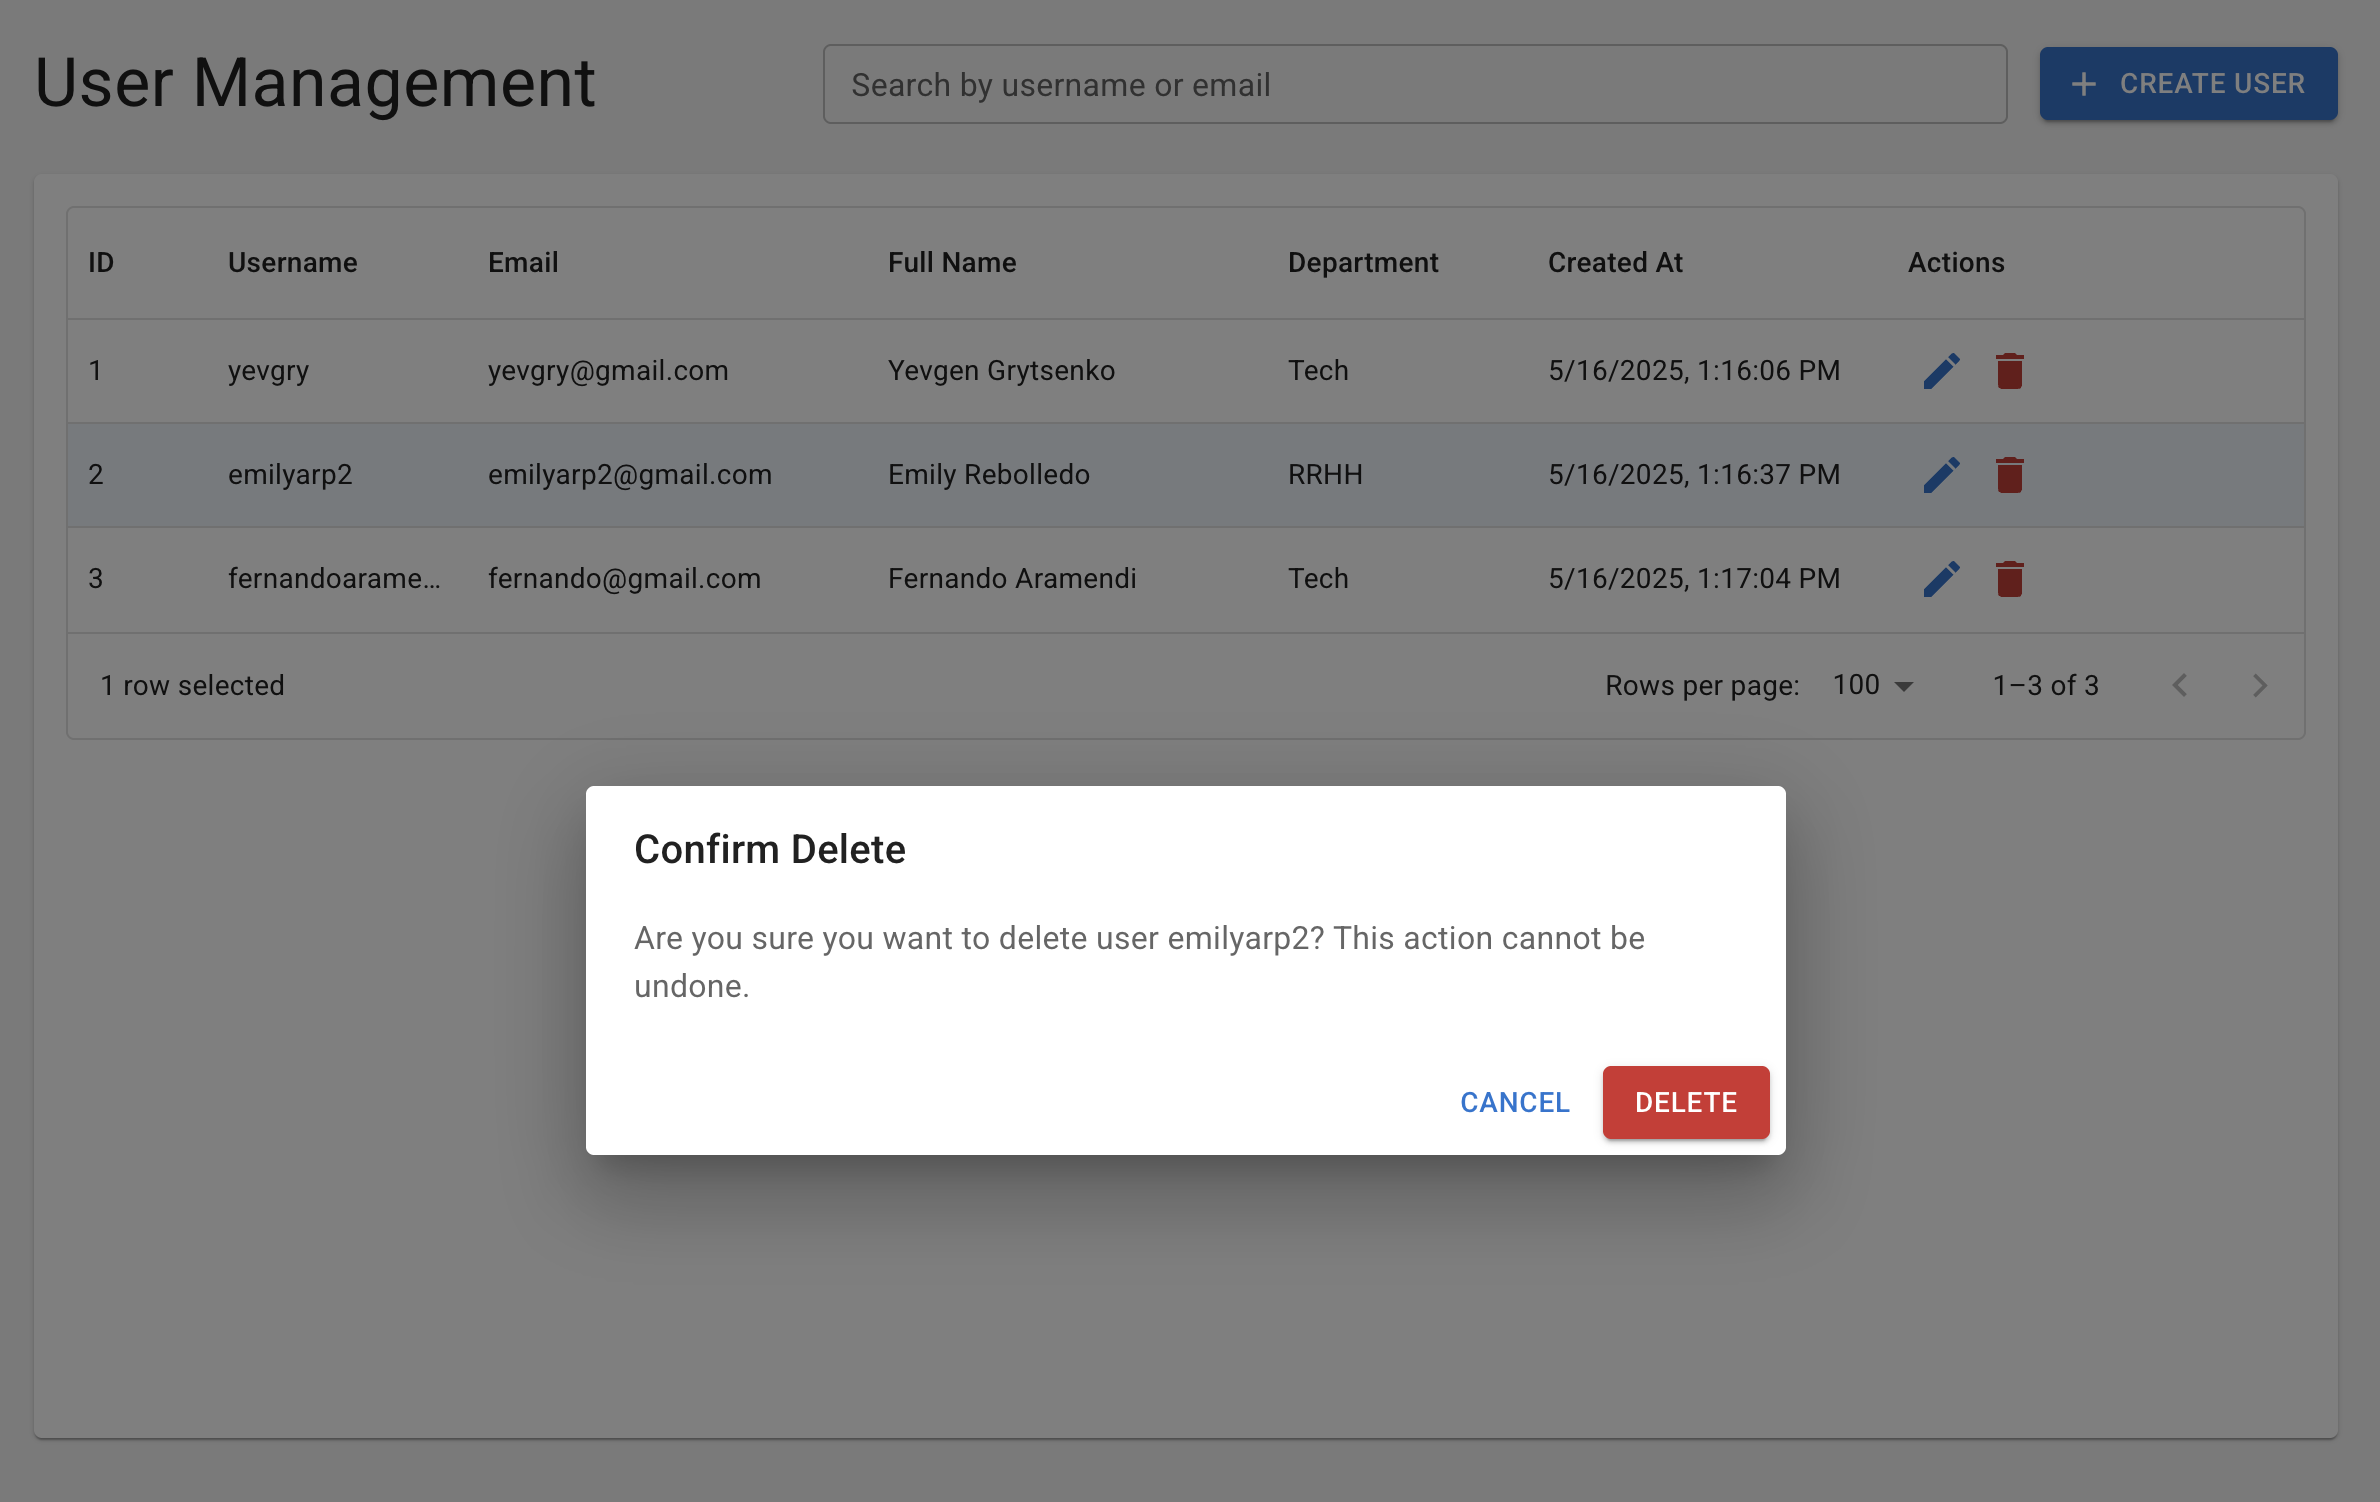 User Management
Search by username or email
+ CREATE USER
ID Username Email Full Name Department Created At Actions
1 yevgry yevgry@gmail.com Yevgen Grytsenko Tech 5/16/2025, 1:16:06 PM
2 emilyarp2 emilyarp2@gmail.com Emily Rebolledo RRHH 5/16/2025, 1:16:37 PM
3 fernandoarame... fernando@gmail.com Fernando Aramendi Tech 5/16/2025, 1:17:04 PM
1 row selected Rows per page: 100 1–3 of 3
Confirm Delete
Are you sure you want to delete user emilyarp2? This action cannot be
undone.
CANCEL DELETE